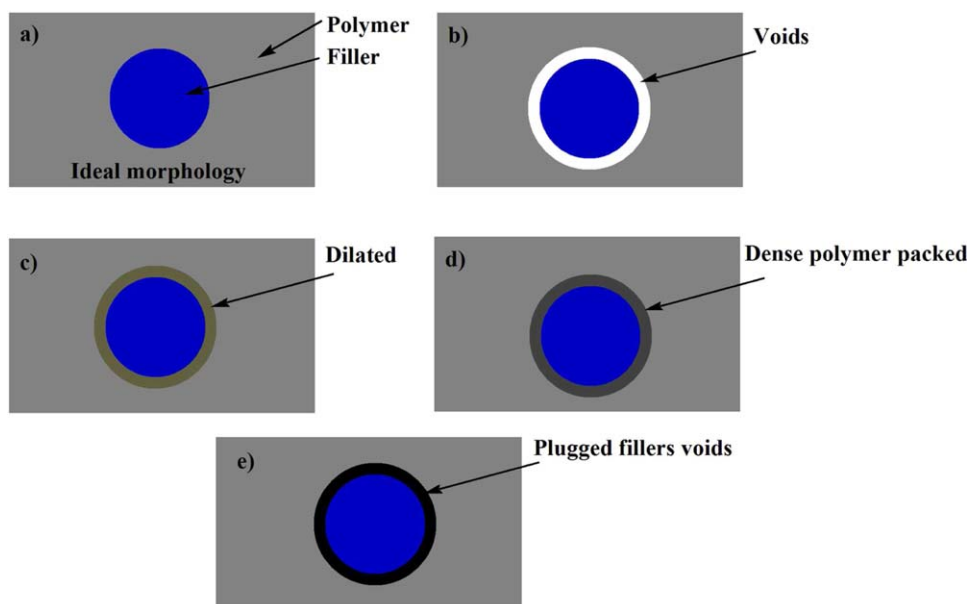 a)
Polymer
Filler
Ideal morphology
b)
Voids
c)
Dilated
d)
Dense polymer packed
e)
Plugged fillers voids